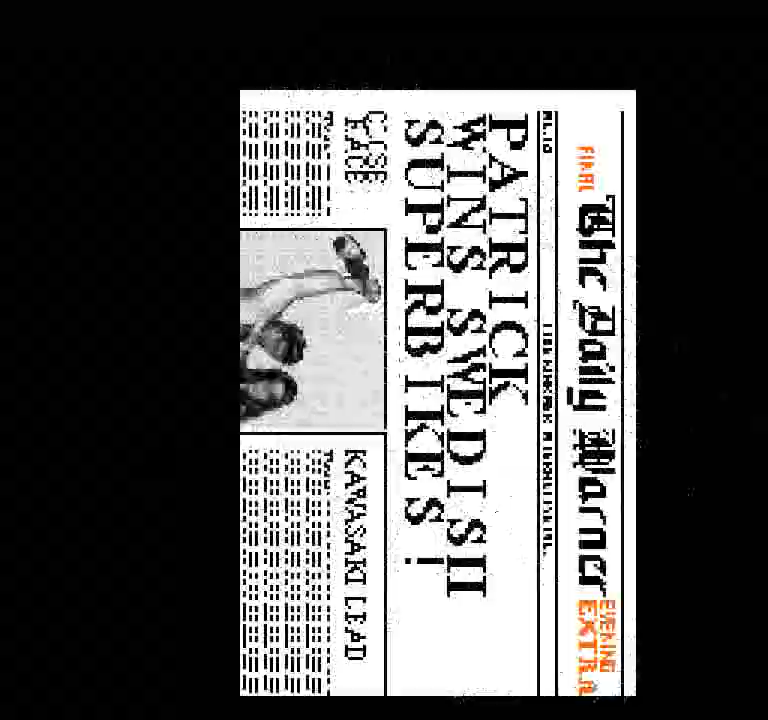 FINAL
The Daily Warner
EVENING
EXTRA
PATRICK
WINS SWEDISH
SUPERBIKES!
CLOSE
RACE
KAWASAKI LEAD